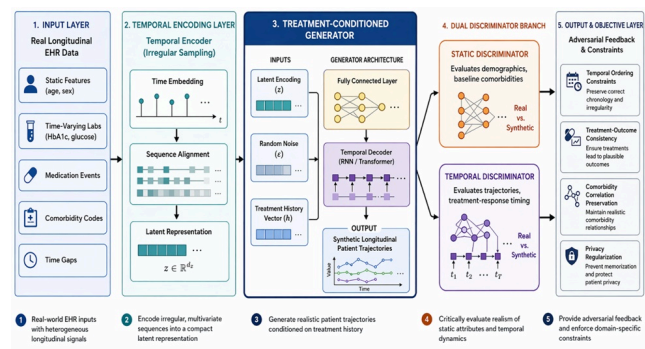 1. INPUT LAYER
Real Longitudinal
EHR Data
Static Features
(age, sex)
Time-Varying Labs
(HbA1c, glucose)
Medication Events
Comorbidity Codes
Time Gaps
2. TEMPORAL ENCODING LAYER
Temporal Encoder
(Irregular Sampling)
Time Embedding
...
t
Sequence Alignment
...
...
...
Latent Representation
...
z ∈ ℝ^{d_z}
3. TREATMENT-CONDITIONED
GENERATOR
INPUTS
Latent Encoding
(z)
...
Random Noise
(ε)
...
Treatment History
Vector (h)
...
GENERATOR ARCHITECTURE
Fully Connected Layer
...
Temporal Decoder
(RNN / Transformer)
...
OUTPUT
Synthetic Longitudinal
Patient Trajectories
Value
...
Time
4. DUAL DISCRIMINATOR
BRANCH
STATIC DISCRIMINATOR
Evaluates demographics,
baseline comorbidities
Real
vs.
Synthetic
TEMPORAL DISCRIMINATOR
Evaluates trajectories,
treatment-response timing
Real
vs.
Synthetic
t₁ t₂ ... t_T
5. OUTPUT & OBJECTIVE LAYER
Adversarial Feedback
& Constraints
Temporal Ordering
Constraints
Preserve correct
chronology and
irregularity
Treatment-Outcome
Consistency
Ensure treatments
lead to plausible
outcomes
Comorbidity
Correlation
Preservation
Maintain realistic
comorbidity
relationships
Privacy
Regularization
Prevent memorization
and protect
patient privacy
1 Real-world EHR inputs
with heterogeneous
longitudinal signals
2 Encode irregular, multivariate
sequences into a compact
latent representation
3 Generate realistic patient trajectories
conditioned on treatment history
4 Critically evaluate realism of
static attributes and temporal
dynamics
5 Provide adversarial feedback
and enforce domain-specific
constraints